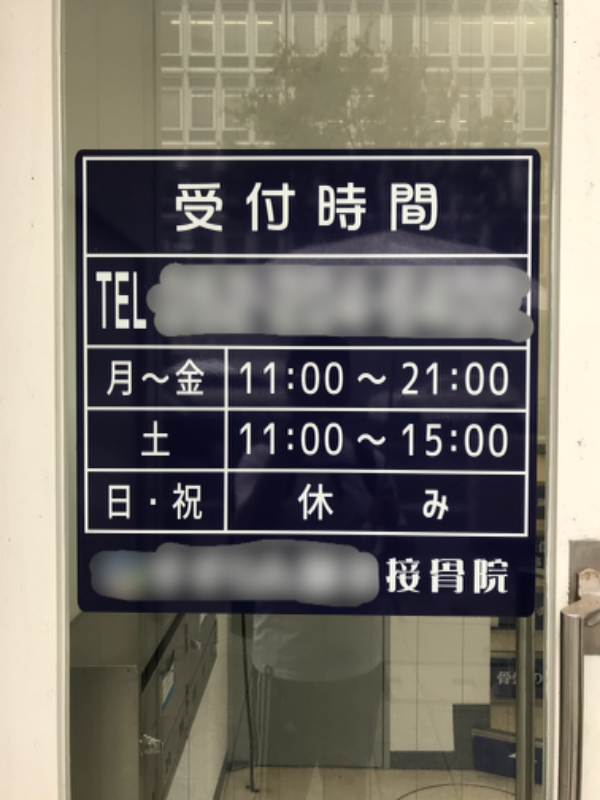 受付時間
TEL
月～金 11:00～21:00
土 11:00～15:00
日・祝 休み
接骨院